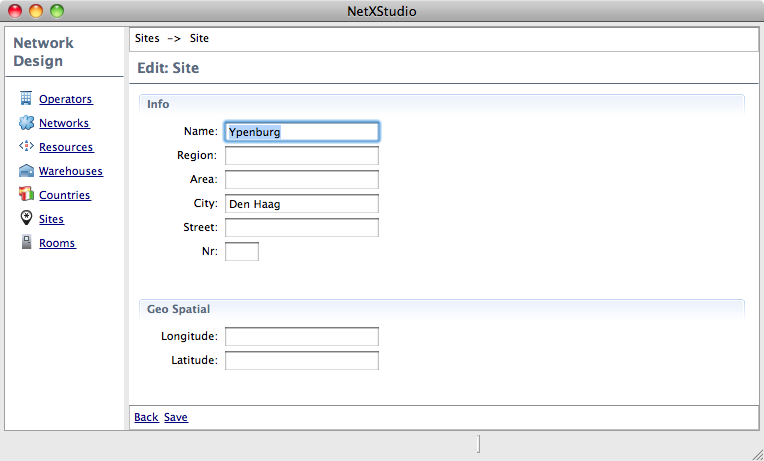 NetXStudio
Network
Design
Operators
Networks
Resources
Warehouses
Countries
Sites
Rooms
Sites -> Site
Edit: Site
Info
Name: Ypenburg
Region:
Area:
City: Den Haag
Street:
Nr:
Geo Spatial
Longitude:
Latitude:
Back Save